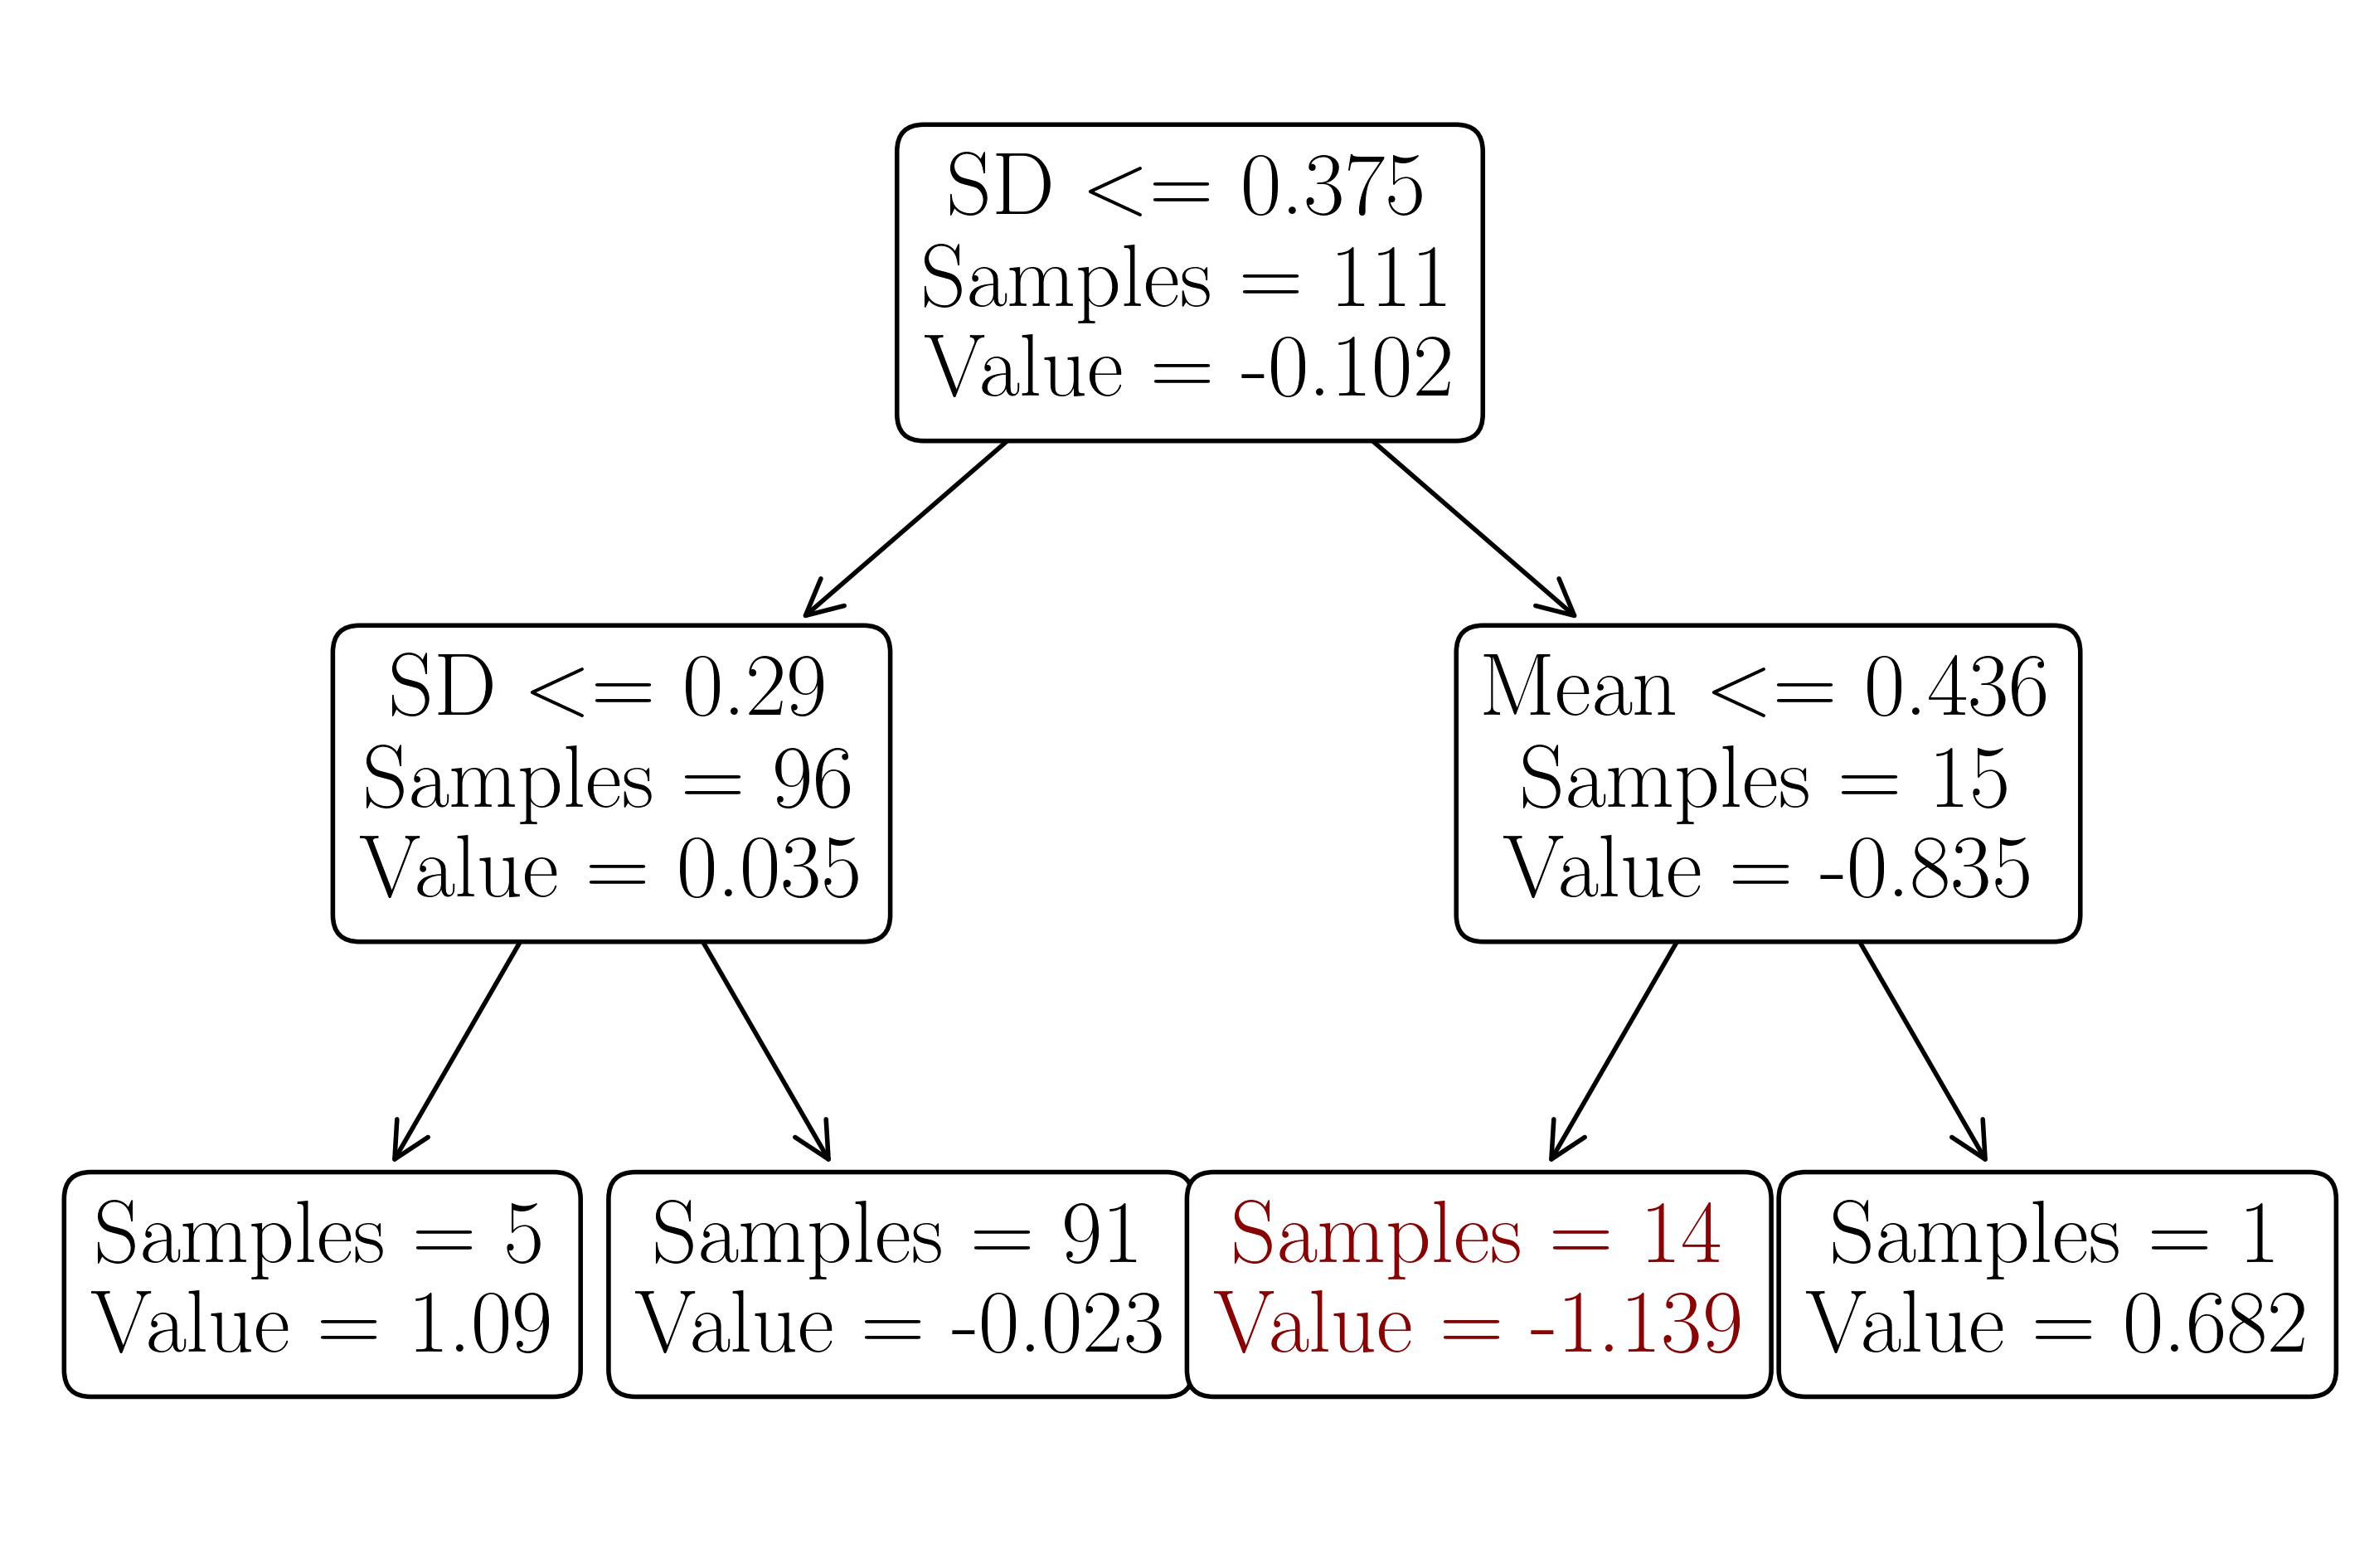 SD <= 0.375
Samples = 111
Value = -0.102
SD <= 0.29
Samples = 96
Value = 0.035
Mean <= 0.436
Samples = 15
Value = -0.835
Samples = 5
Value = 1.09
Samples = 91
Value = -0.023
Samples = 14
Value = -1.139
Samples = 1
Value = 0.682